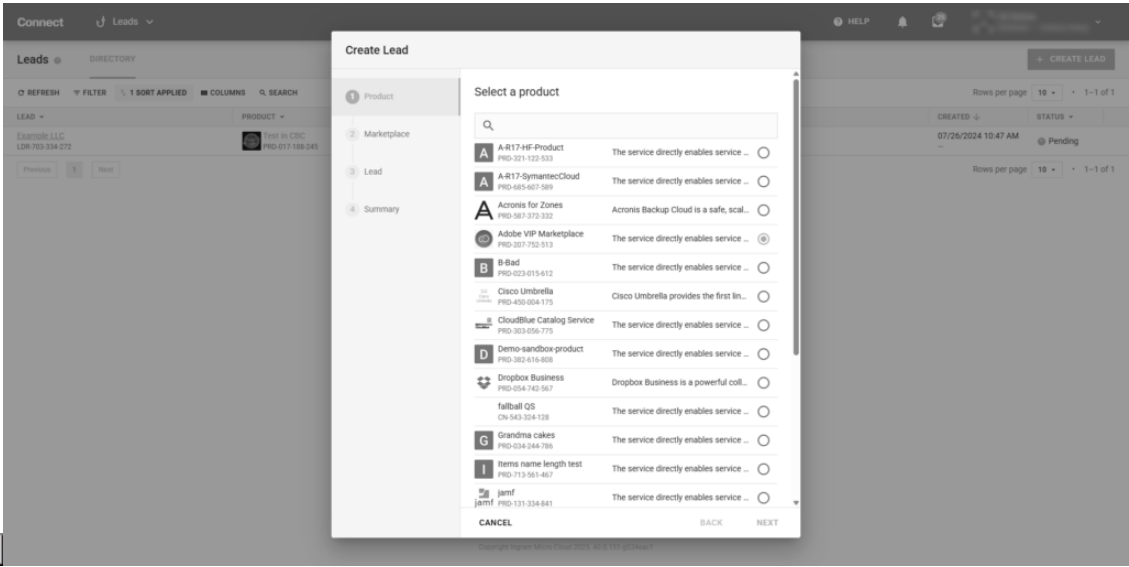 Connect
Leads
HELP
Leads
DIRECTORY
+ CREATE LEAD
REFRESH
FILTER
1 SORT APPLIED
COLUMNS
SEARCH
Rows per page 10 • 1–1 of 1
LEAD
PRODUCT
CREATED ↓
STATUS
Example LLC
LDR-703-334-272
Test in CBC
PRD-017-188-245
07/26/2024 10:47 AM
--
Pending
Previous 1 Next
Rows per page 10 • 1–1 of 1
Create Lead
1 Product
2 Marketplace
3 Lead
4 Summary
Select a product
A A-R17-HF-Product
PRD-321-122-533
The service directly enables service ...
A A-R17-SymantecCloud
PRD-685-607-589
The service directly enables service ...
Acronis for Zones
PRD-587-372-332
Acronis Backup Cloud is a safe, scal...
Adobe VIP Marketplace
PRD-207-752-513
The service directly enables service ...
B B-Bad
PRD-023-015-612
The service directly enables service ...
Cisco Umbrella
PRD-450-004-175
Cisco Umbrella provides the first lin...
CloudBlue Catalog Service
PRD-303-056-775
The service directly enables service ...
D Demo-sandbox-product
PRD-382-616-808
The service directly enables service ...
Dropbox Business
PRD-054-742-567
Dropbox Business is a powerful coll...
fallball QS
CN-543-324-128
The service directly enables service ...
G Grandma cakes
PRD-034-244-786
The service directly enables service ...
I Items name length test
PRD-713-561-467
The service directly enables service ...
jamf
jamf PRD-131-334-841
The service directly enables service ...
CANCEL
BACK
NEXT
Copyright Ingram Micro Cloud 2025,